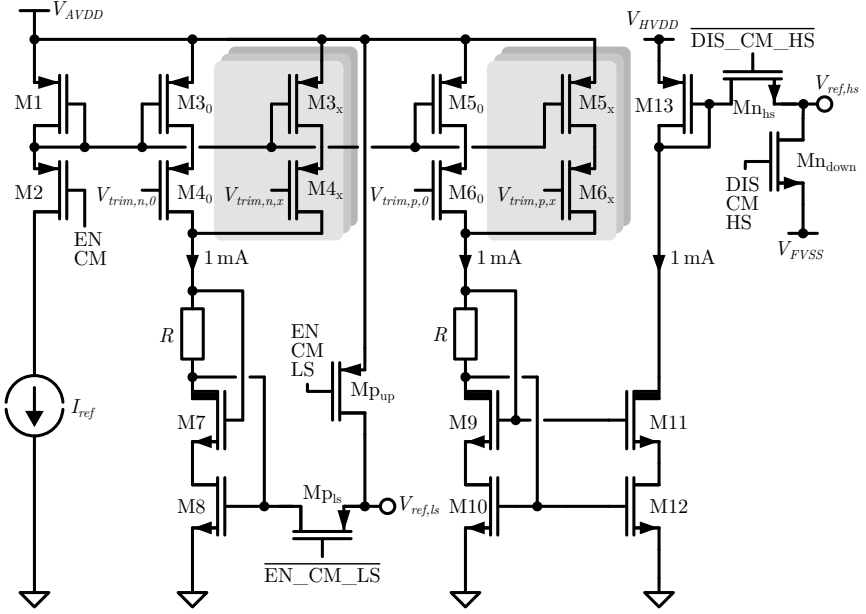 V_AVDD
V_HVDD
DIS_CM_HS
M1
M3_0
M3_x
M5_0
M5_x
M13
Mn_hs
V_ref,hs
M2
M4_0
M4_x
M6_0
M6_x
Mn_down
V_trim,n,0
V_trim,n,x
V_trim,p,0
V_trim,p,x
EN
CM
DIS
CM
HS
V_FVSS
1 mA
1 mA
1 mA
R
EN
CM
LS
R
I_ref
Mp_up
M7
M9
M11
M8
Mp_ls
V_ref,ls
M10
M12
EN_CM_LS